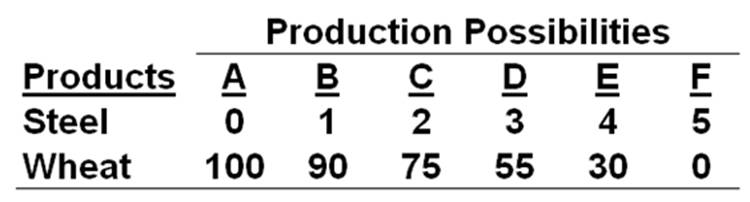 Production Possibilities
Products A B C D E F
Steel 0 1 2 3 4 5
Wheat 100 90 75 55 30 0